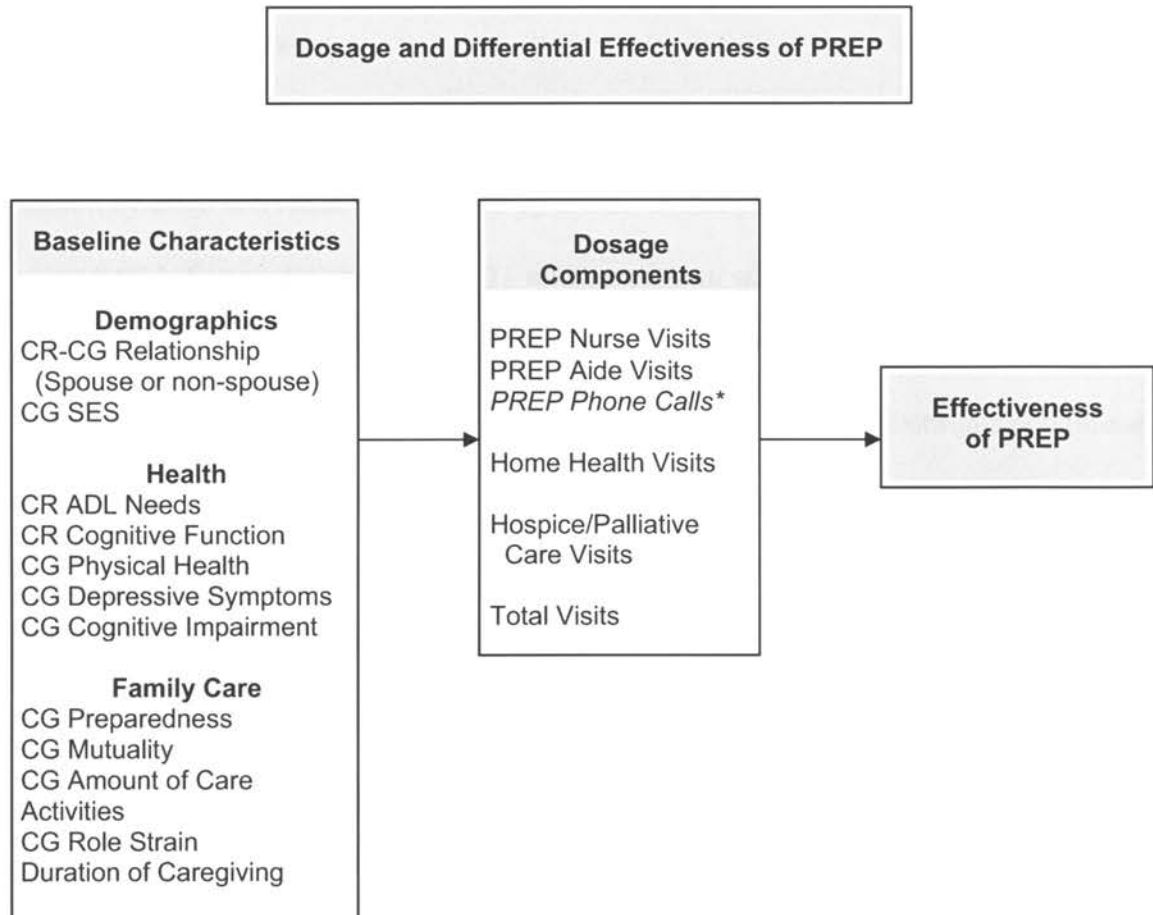 Dosage and Differential Effectiveness of PREP
Baseline Characteristics
Demographics
CR-CG Relationship
(Spouse or non-spouse)
CG SES
Health
CR ADL Needs
CR Cognitive Function
CG Physical Health
CG Depressive Symptoms
CG Cognitive Impairment
Family Care
CG Preparedness
CG Mutuality
CG Amount of Care
Activities
CG Role Strain
Duration of Caregiving
Dosage
Components
PREP Nurse Visits
PREP Aide Visits
PREP Phone Calls*
Home Health Visits
Hospice/Palliative
Care Visits
Total Visits
Effectiveness
of PREP